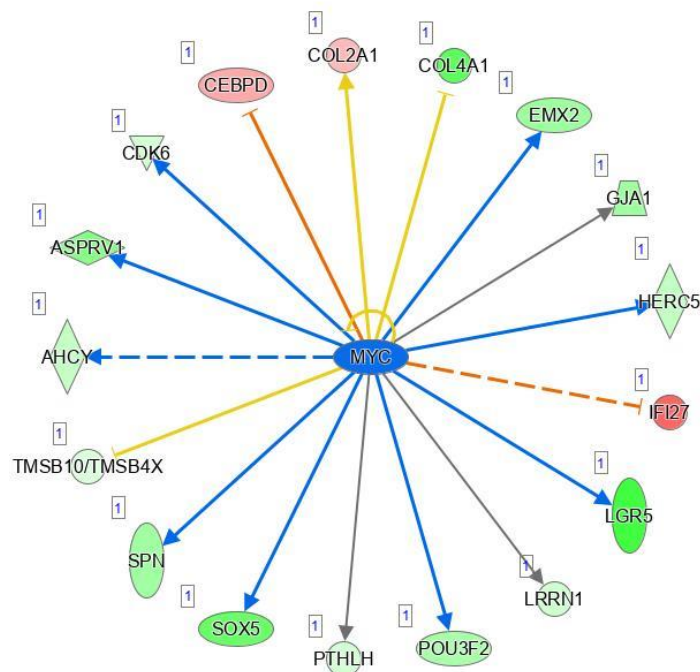 1
COL2A1
1
COL4A1
1
CEBPD
1
EMX2
1
CDK6
1
GJA1
1
ASPRV1
1
HERC5
1
AHCY
MYC
1
IFI27
1
TMSB10/TMSB4X
1
LGR5
1
SPN
1
LRRN1
1
SOX5
1
PTHLH
1
POU3F2